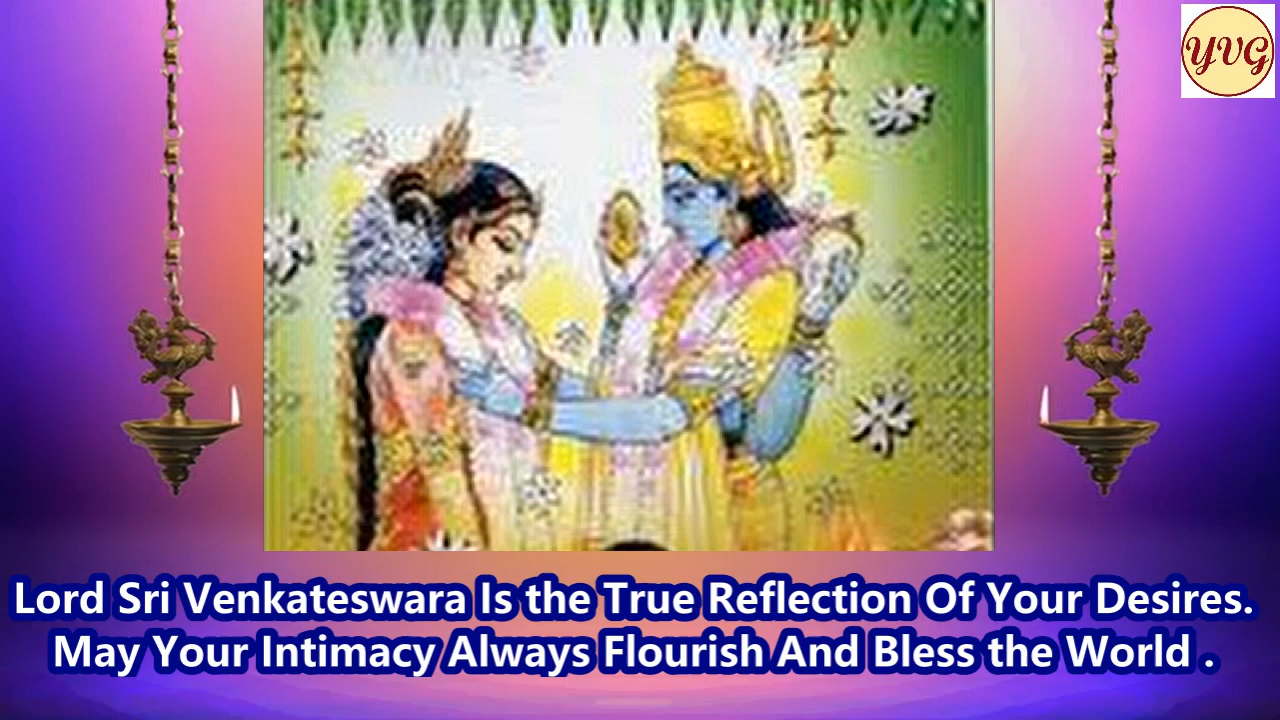 YVG
Lord Sri Venkateswara Is the True Reflection Of Your Desires.
May Your Intimacy Always Flourish And Bless the World .